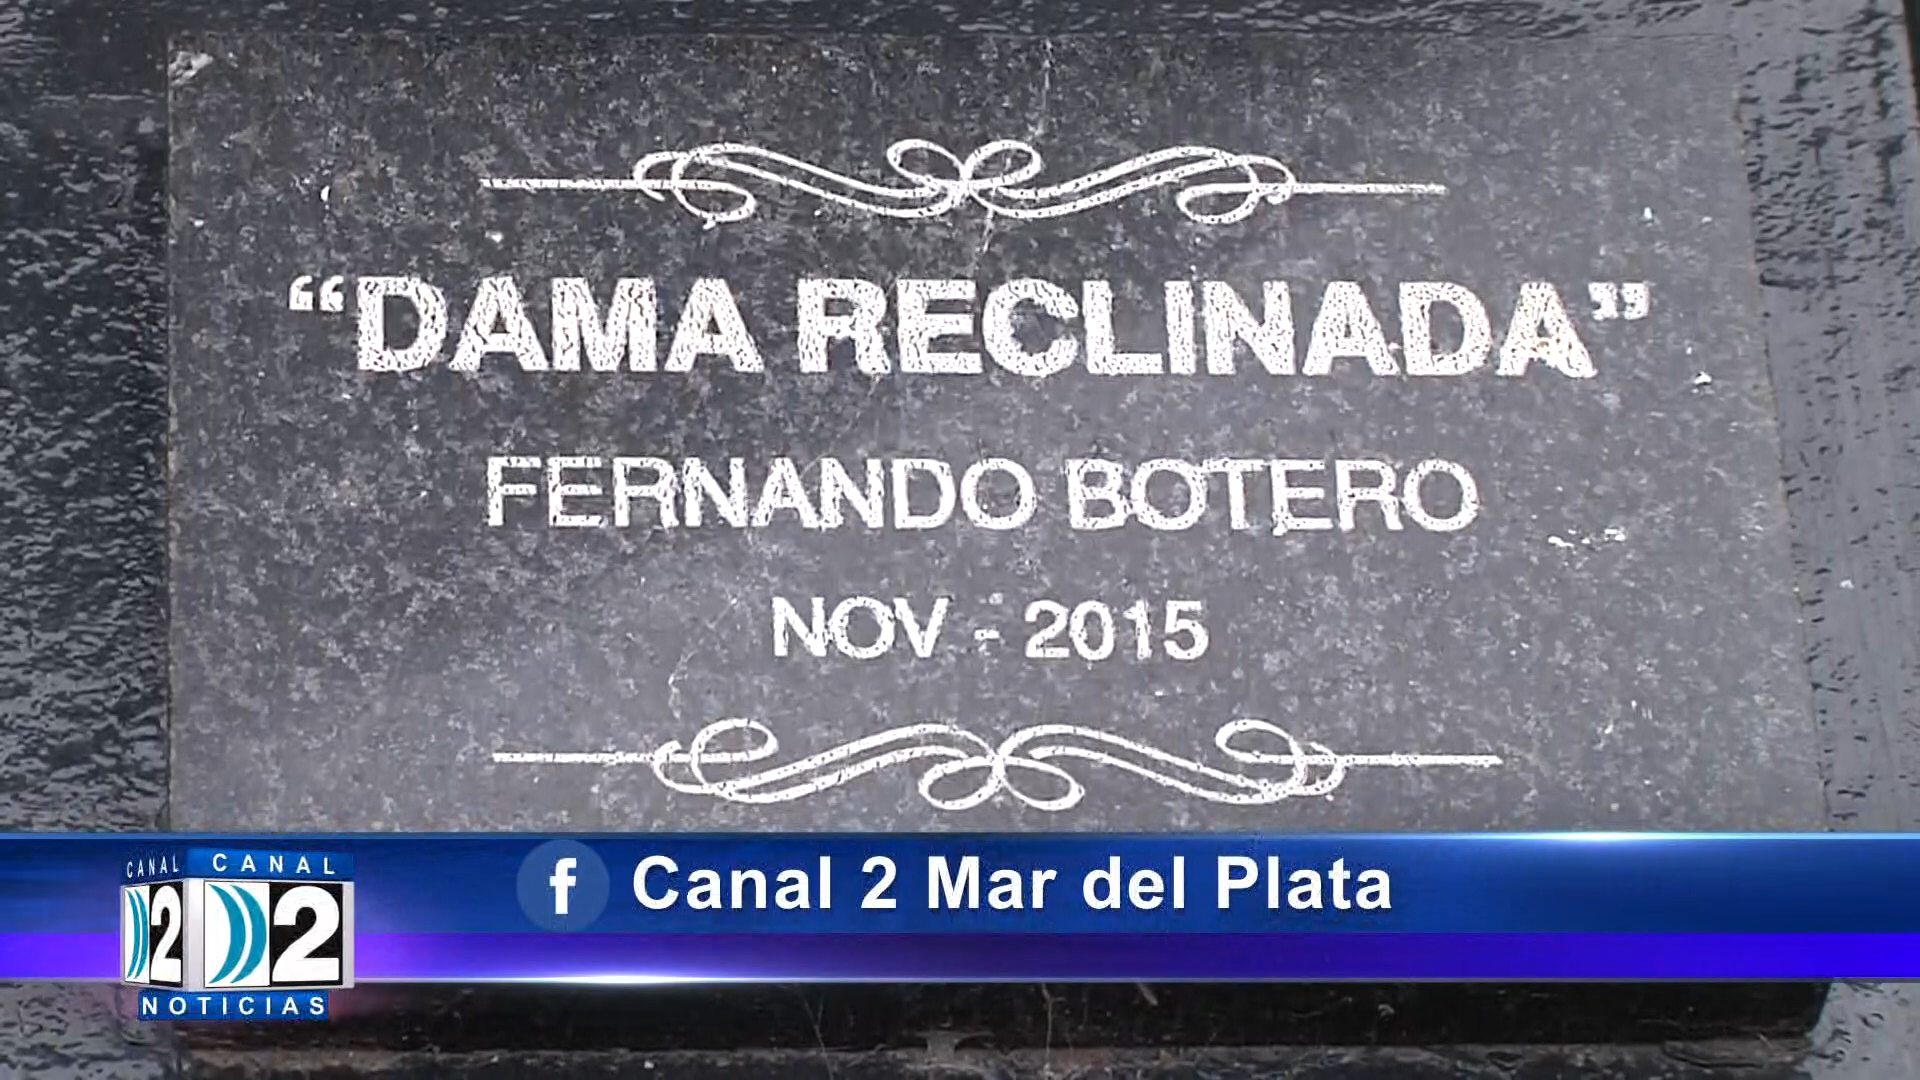 “DAMA RECLINADA”
FERNANDO BOTERO
NOV - 2015
f Canal 2 Mar del Plata
CANAL
CANAL
2
2
NOTICIAS